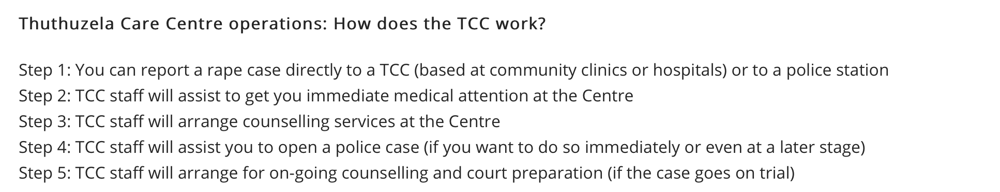 Thuthuzela Care Centre operations: How does the TCC work?
Step 1: You can report a rape case directly to a TCC (based at community clinics or hospitals) or to a police station
Step 2: TCC staff will assist to get you immediate medical attention at the Centre
Step 3: TCC staff will arrange counselling services at the Centre
Step 4: TCC staff will assist you to open a police case (if you want to do so immediately or even at a later stage)
Step 5: TCC staff will arrange for on-going counselling and court preparation (if the case goes on trial)